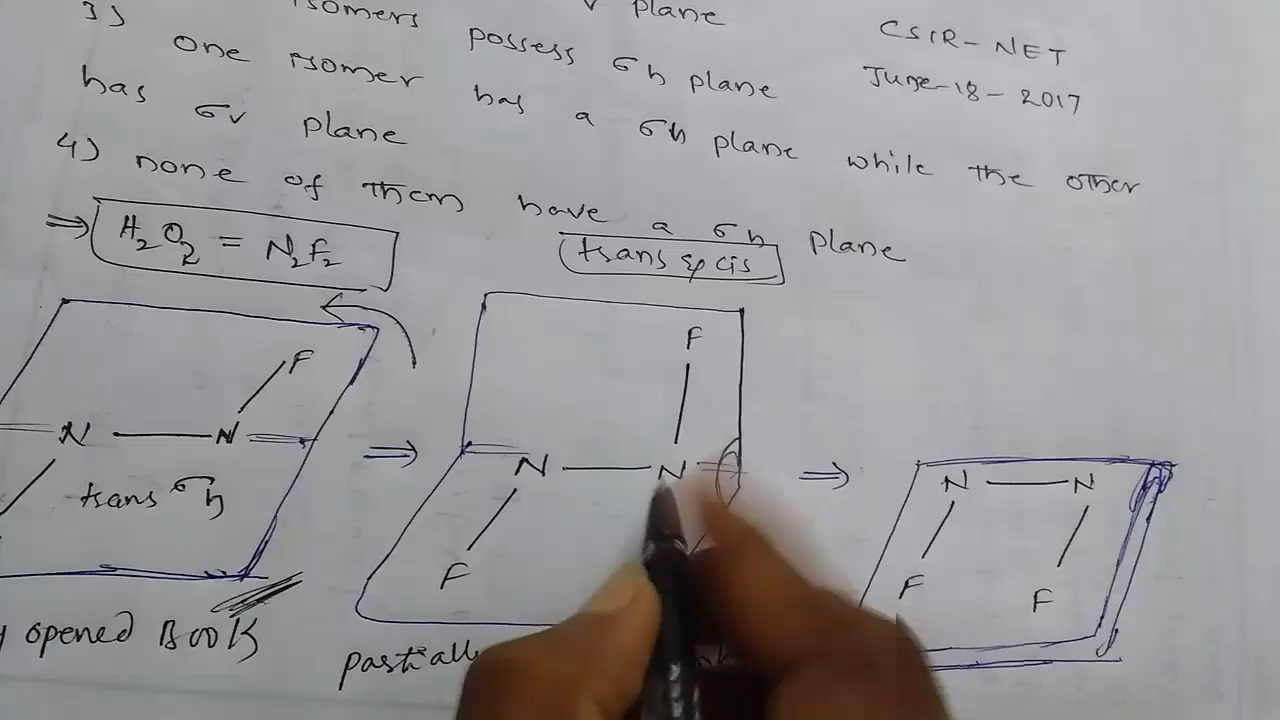 3) isomers plane
possess σh plane
one isomer has a σh plane while the other
has σv plane
4) none of them have a σh plane
CSIR-NET
June-18-2017
⇒ H2O2 = N2F2
trans & cis
F
N — N
trans σh
opened Book
⇒
F
N — N
F
⇒
N — N
F F